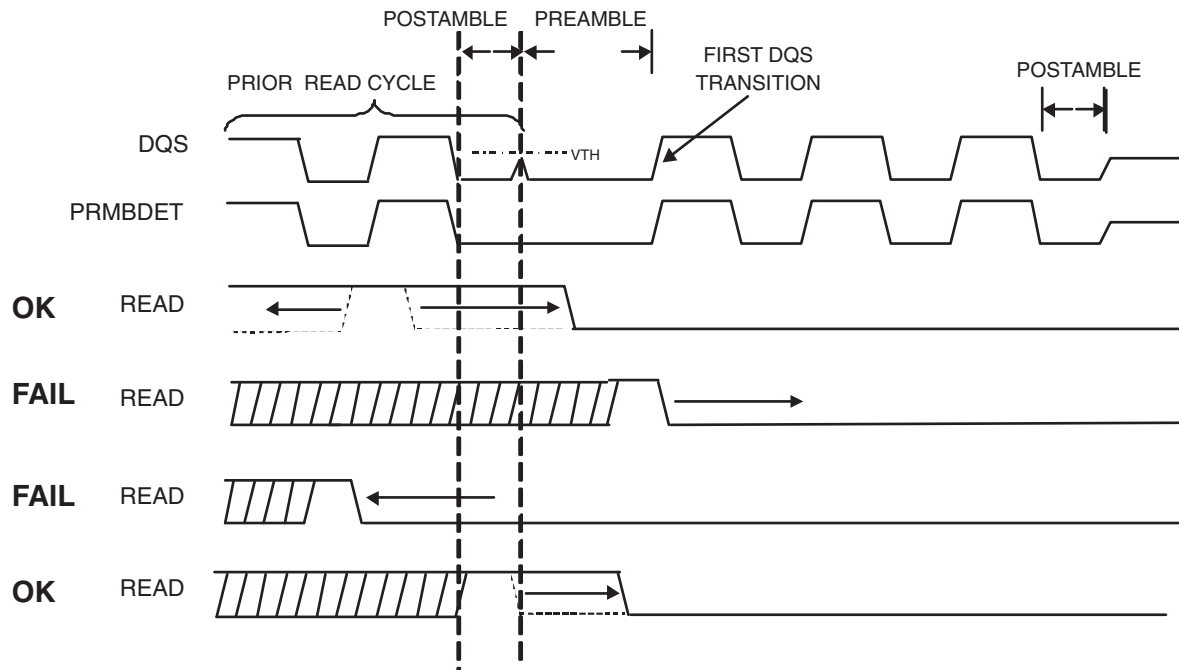 POSTAMBLE PREAMBLE
FIRST DQS
TRANSITION
POSTAMBLE
PRIOR READ CYCLE
DQS
VTH
PRMBDET
OK READ
FAIL READ
FAIL READ
OK READ